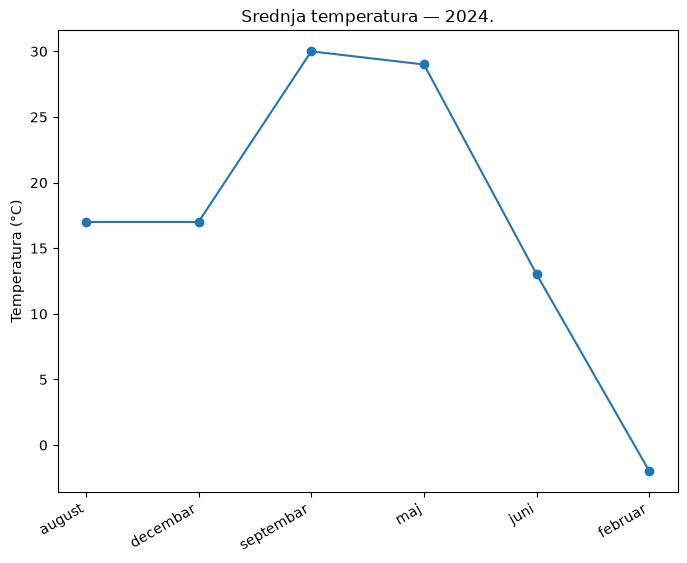 Srednja temperatura — 2024.
Temperatura (°C)
30
25
20
15
10
5
0
august
decembar
septembar
maj
juni
februar